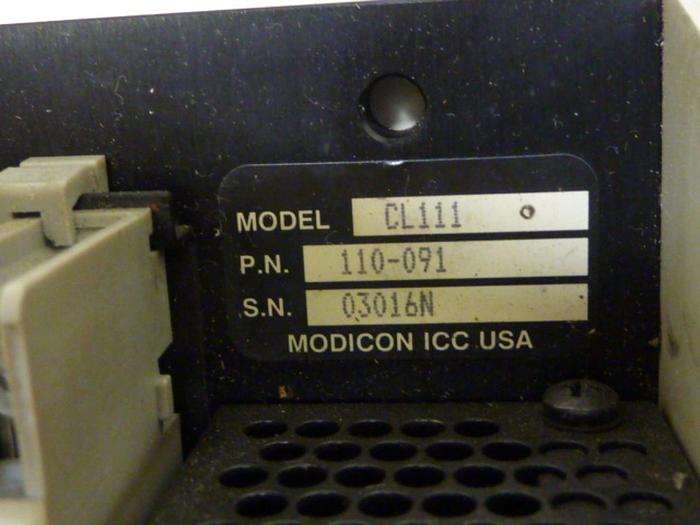 MODEL CL111
P.N. 110-091
S.N. 03016N
MODICON ICC USA